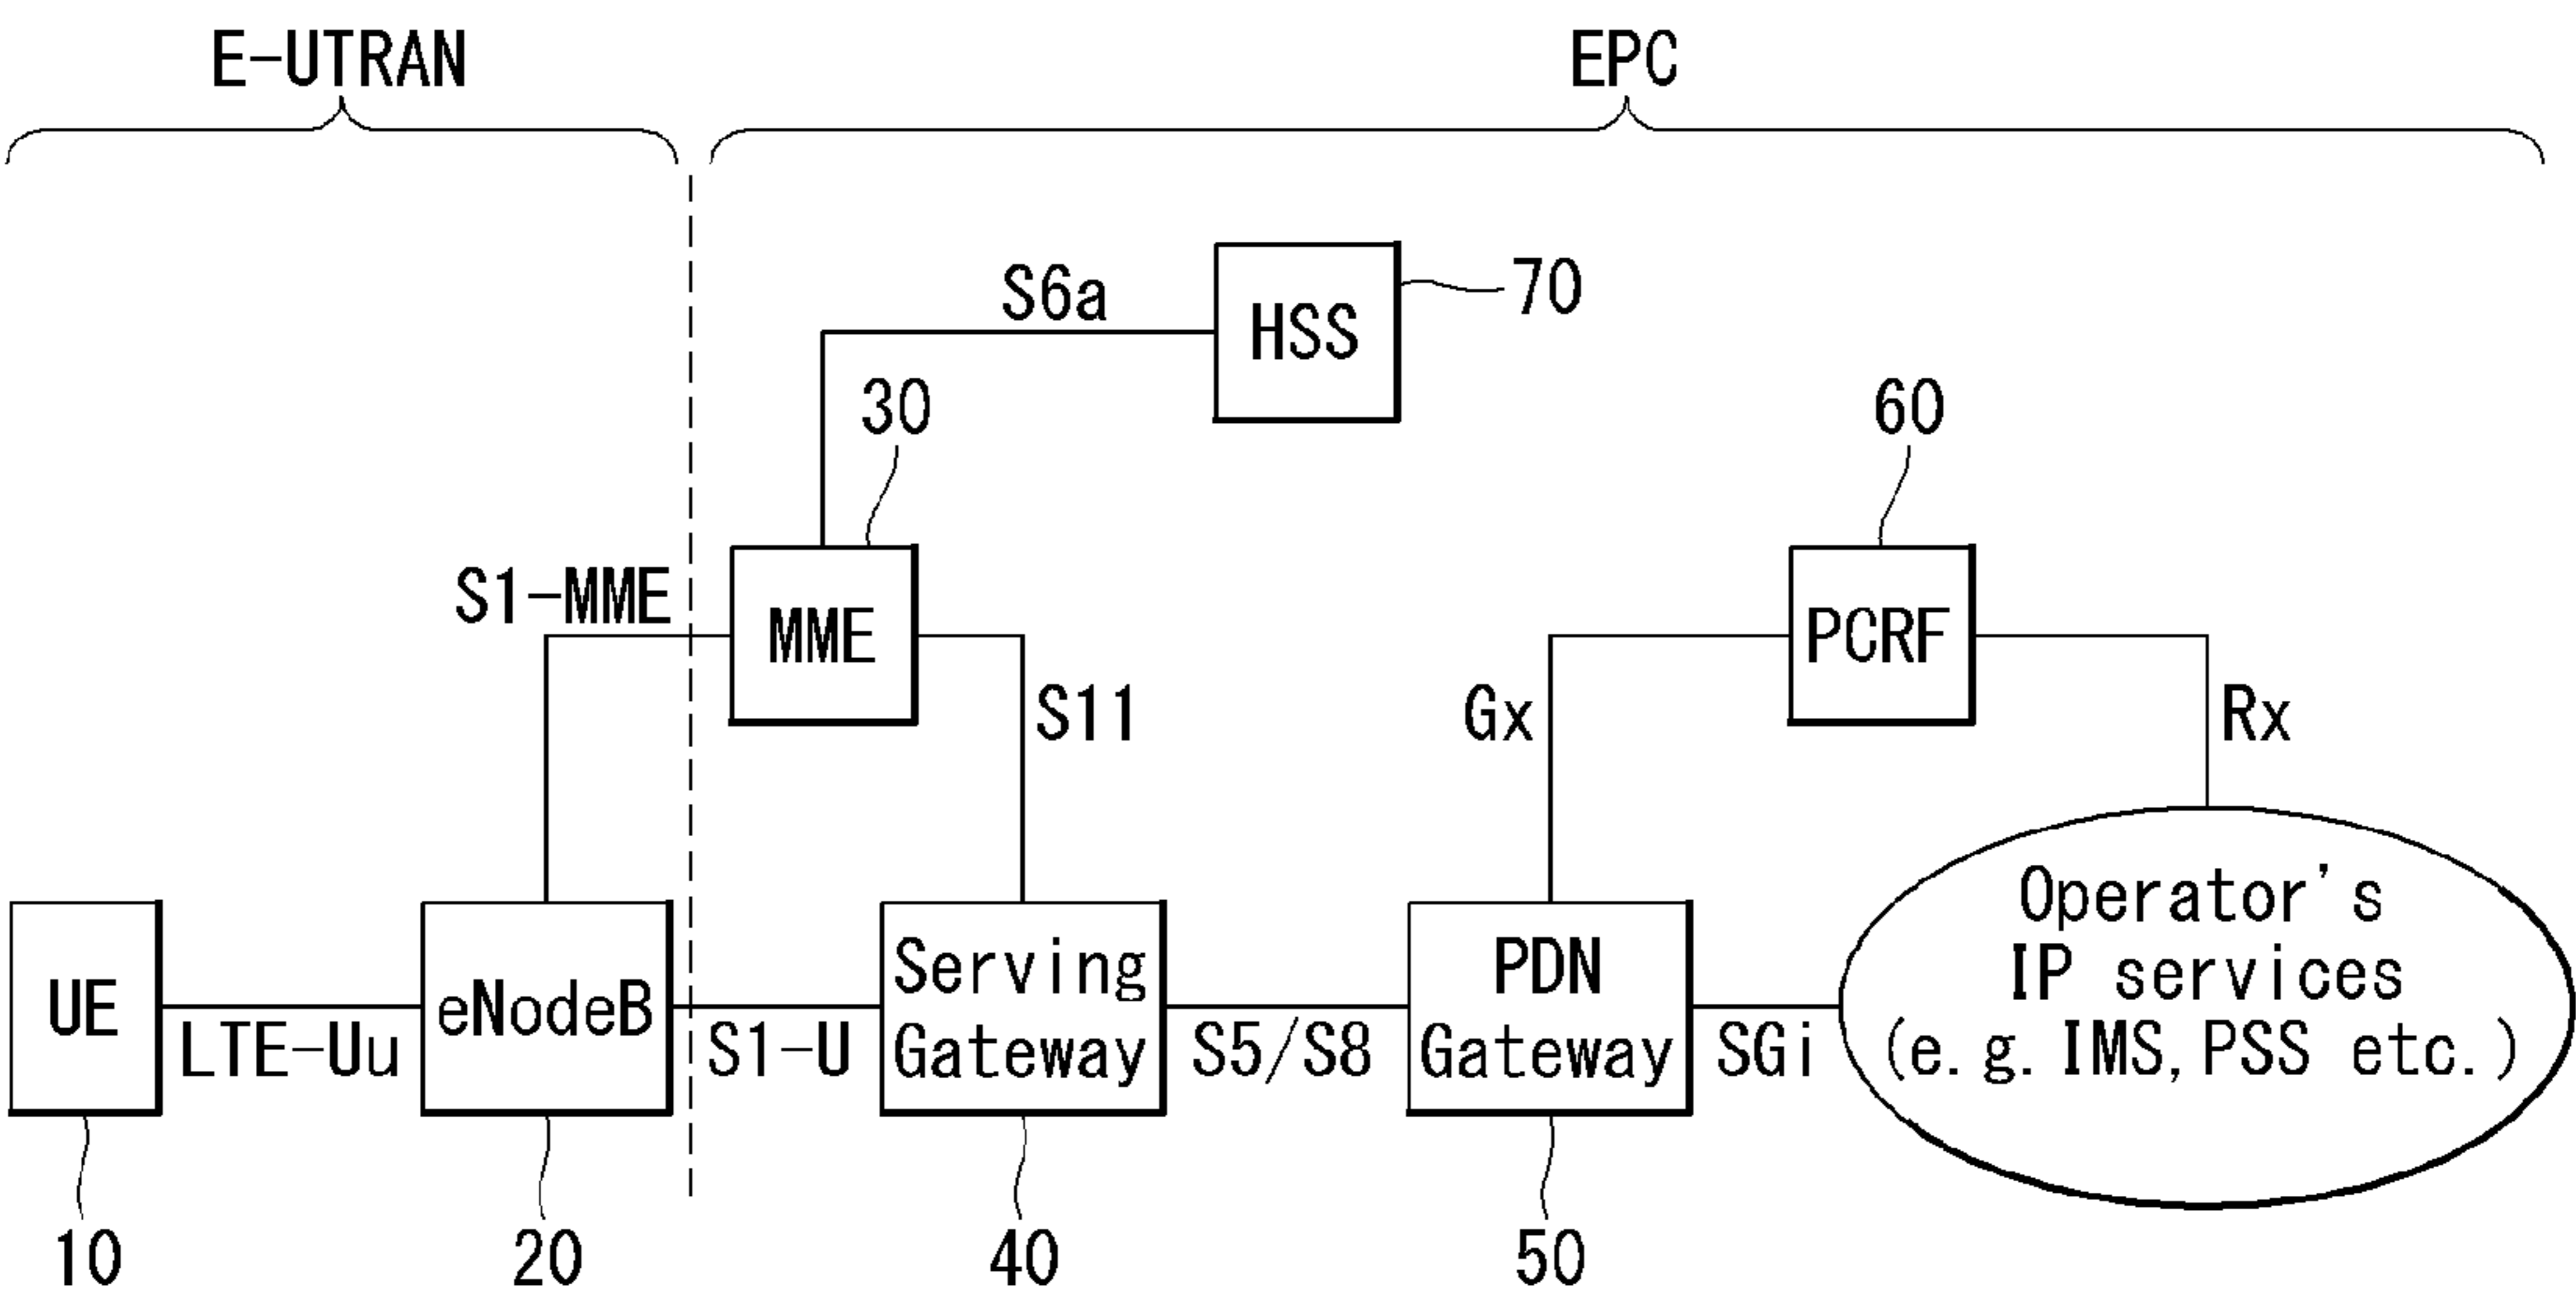 E-UTRAN
EPC
S6a
HSS
70
30
60
S1-MME
MME
PCRF
S11
Gx
Rx
UE
LTE-Uu
eNodeB
S1-U
Serving
Gateway
S5/S8
PDN
Gateway
SGi
Operator's
IP services
(e.g. IMS, PSS etc.)
10
20
40
50